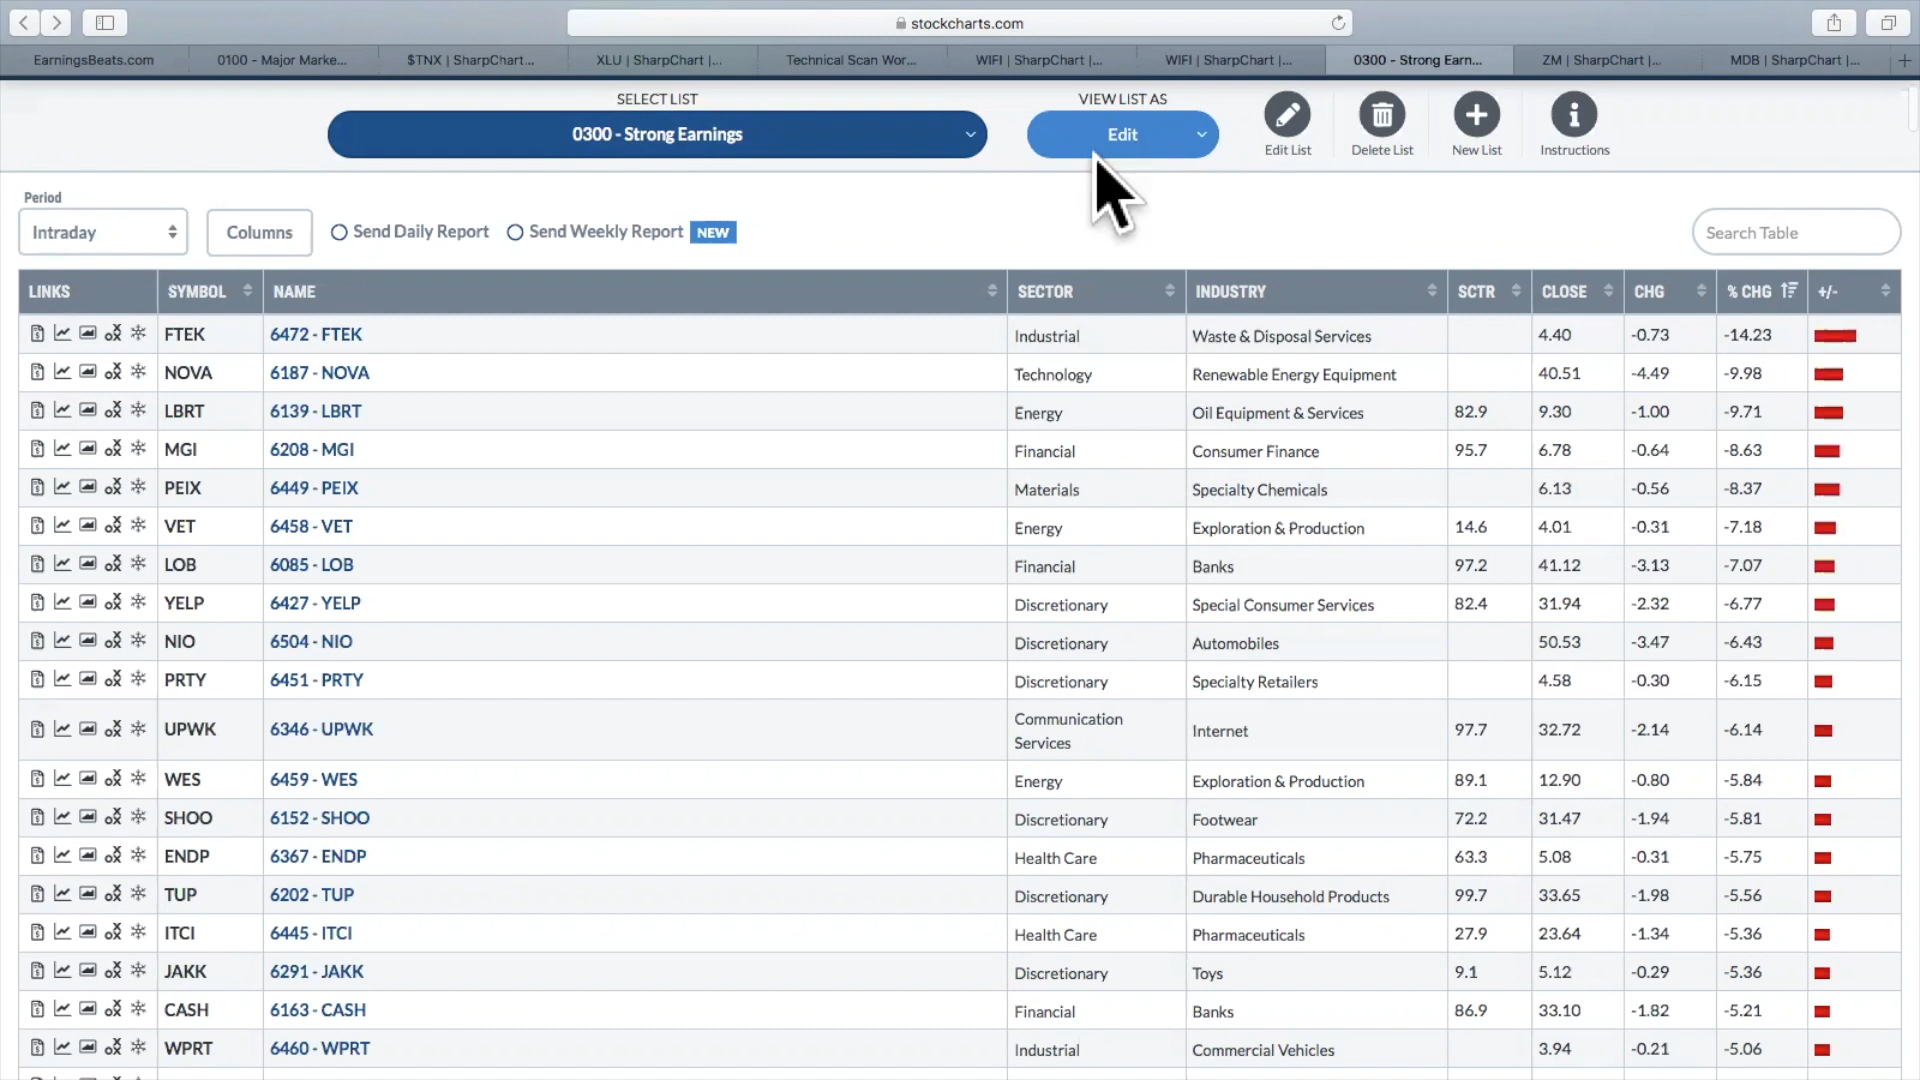 stockcharts.com
EarningsBeats.com 0100 - Major Marke... $TNX | SharpChart... XLU | SharpChart |... Technical Scan Wor... WIFI | SharpChart |... WIFI | SharpChart |... 0300 - Strong Earn... ZM | SharpChart |... MDB | SharpChart |...
SELECT LIST VIEW LIST AS
0300 - Strong Earnings Edit
Edit List Delete List New List Instructions
Period
Intraday Columns Send Daily Report Send Weekly Report NEW Search Table
LINKS SYMBOL NAME SECTOR INDUSTRY SCTR CLOSE CHG % CHG +/-
FTEK 6472 - FTEK Industrial Waste & Disposal Services 4.40 -0.73 -14.23
NOVA 6187 - NOVA Technology Renewable Energy Equipment 40.51 -4.49 -9.98
LBRT 6139 - LBRT Energy Oil Equipment & Services 82.9 9.30 -1.00 -9.71
MGI 6208 - MGI Financial Consumer Finance 95.7 6.78 -0.64 -8.63
PEIX 6449 - PEIX Materials Specialty Chemicals 6.13 -0.56 -8.37
VET 6458 - VET Energy Exploration & Production 14.6 4.01 -0.31 -7.18
LOB 6085 - LOB Financial Banks 97.2 41.12 -3.13 -7.07
YELP 6427 - YELP Discretionary Special Consumer Services 82.4 31.94 -2.32 -6.77
NIO 6504 - NIO Discretionary Automobiles 50.53 -3.47 -6.43
PRTY 6451 - PRTY Discretionary Specialty Retailers 4.58 -0.30 -6.15
UPWK 6346 - UPWK Communication Services Internet 97.7 32.72 -2.14 -6.14
WES 6459 - WES Energy Exploration & Production 89.1 12.90 -0.80 -5.84
SHOO 6152 - SHOO Discretionary Footwear 72.2 31.47 -1.94 -5.81
ENDP 6367 - ENDP Health Care Pharmaceuticals 63.3 5.08 -0.31 -5.75
TUP 6202 - TUP Discretionary Durable Household Products 99.7 33.65 -1.98 -5.56
ITCI 6445 - ITCI Health Care Pharmaceuticals 27.9 23.64 -1.34 -5.36
JAKK 6291 - JAKK Discretionary Toys 9.1 5.12 -0.29 -5.36
CASH 6163 - CASH Financial Banks 86.9 33.10 -1.82 -5.21
WPRT 6460 - WPRT Industrial Commercial Vehicles 3.94 -0.21 -5.06